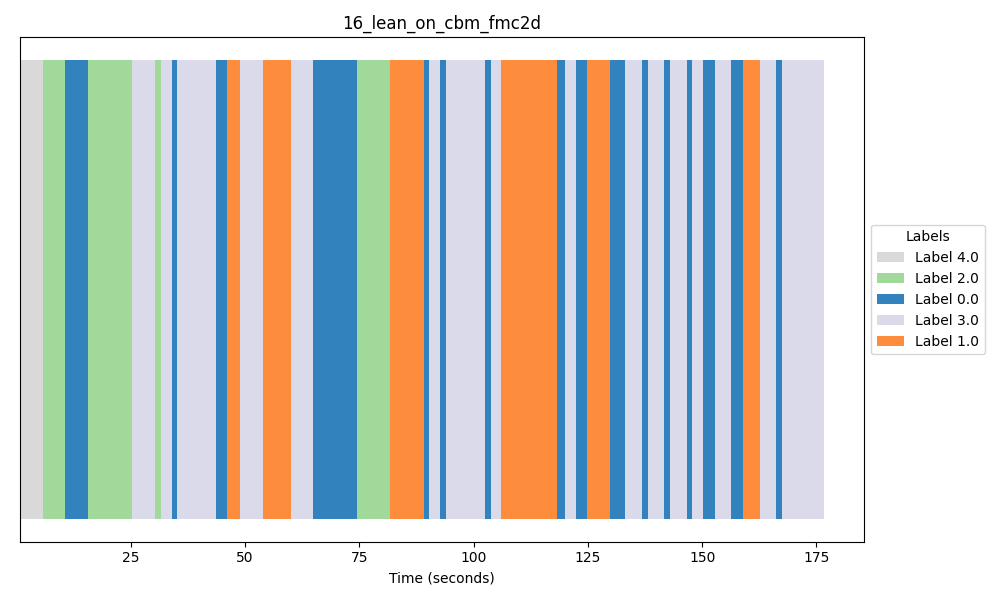 16_lean_on_cbm_fmc2d
Labels
Label 4.0
Label 2.0
Label 0.0
Label 3.0
Label 1.0
25 50 75 100 125 150 175
Time (seconds)